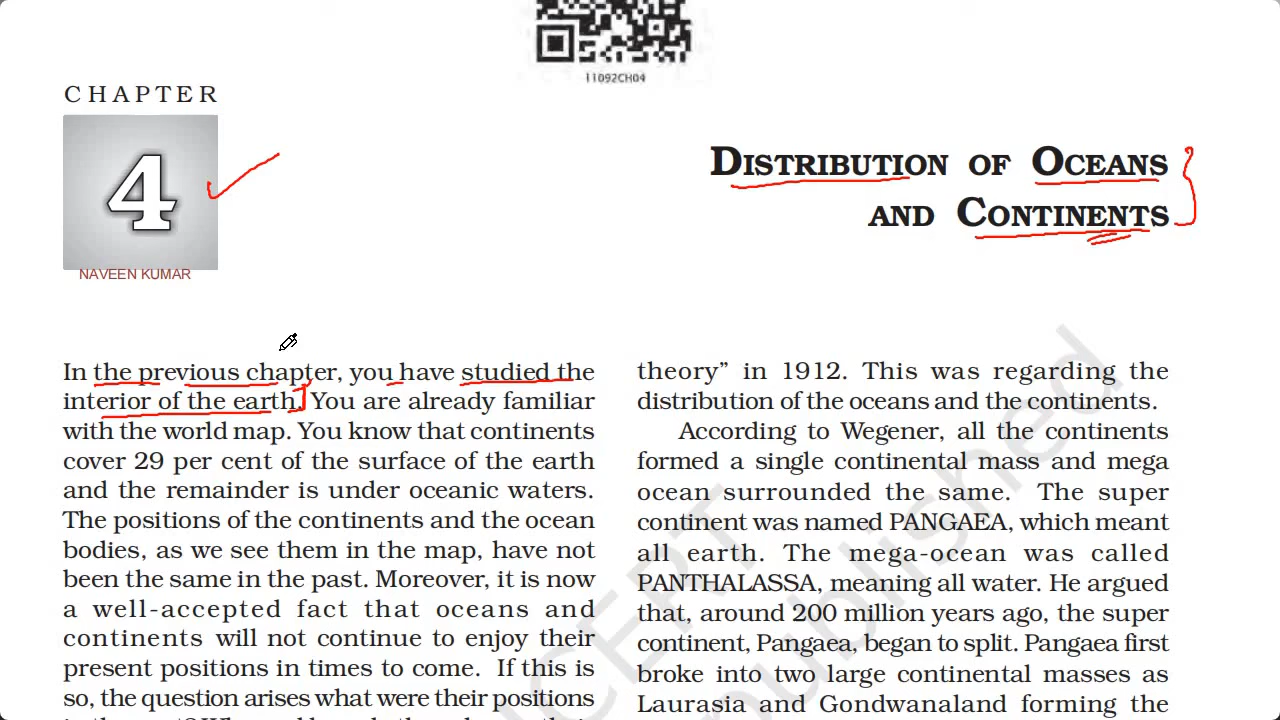 11092CH04
CHAPTER
4
NAVEEN KUMAR
DISTRIBUTION OF OCEANS
AND CONTINENTS
In the previous chapter, you have studied the
interior of the earth. You are already familiar
with the world map. You know that continents
cover 29 per cent of the surface of the earth
and the remainder is under oceanic waters.
The positions of the continents and the ocean
bodies, as we see them in the map, have not
been the same in the past. Moreover, it is now
a well-accepted fact that oceans and
continents will not continue to enjoy their
present positions in times to come. If this is
so, the question arises what were their positions
theory” in 1912. This was regarding the
distribution of the oceans and the continents.
According to Wegener, all the continents
formed a single continental mass and mega
ocean surrounded the same. The super
continent was named PANGAEA, which meant
all earth. The mega-ocean was called
PANTHALASSA, meaning all water. He argued
that, around 200 million years ago, the super
continent, Pangaea, began to split. Pangaea first
broke into two large continental masses as
Laurasia and Gondwanaland forming the
NCERT
published